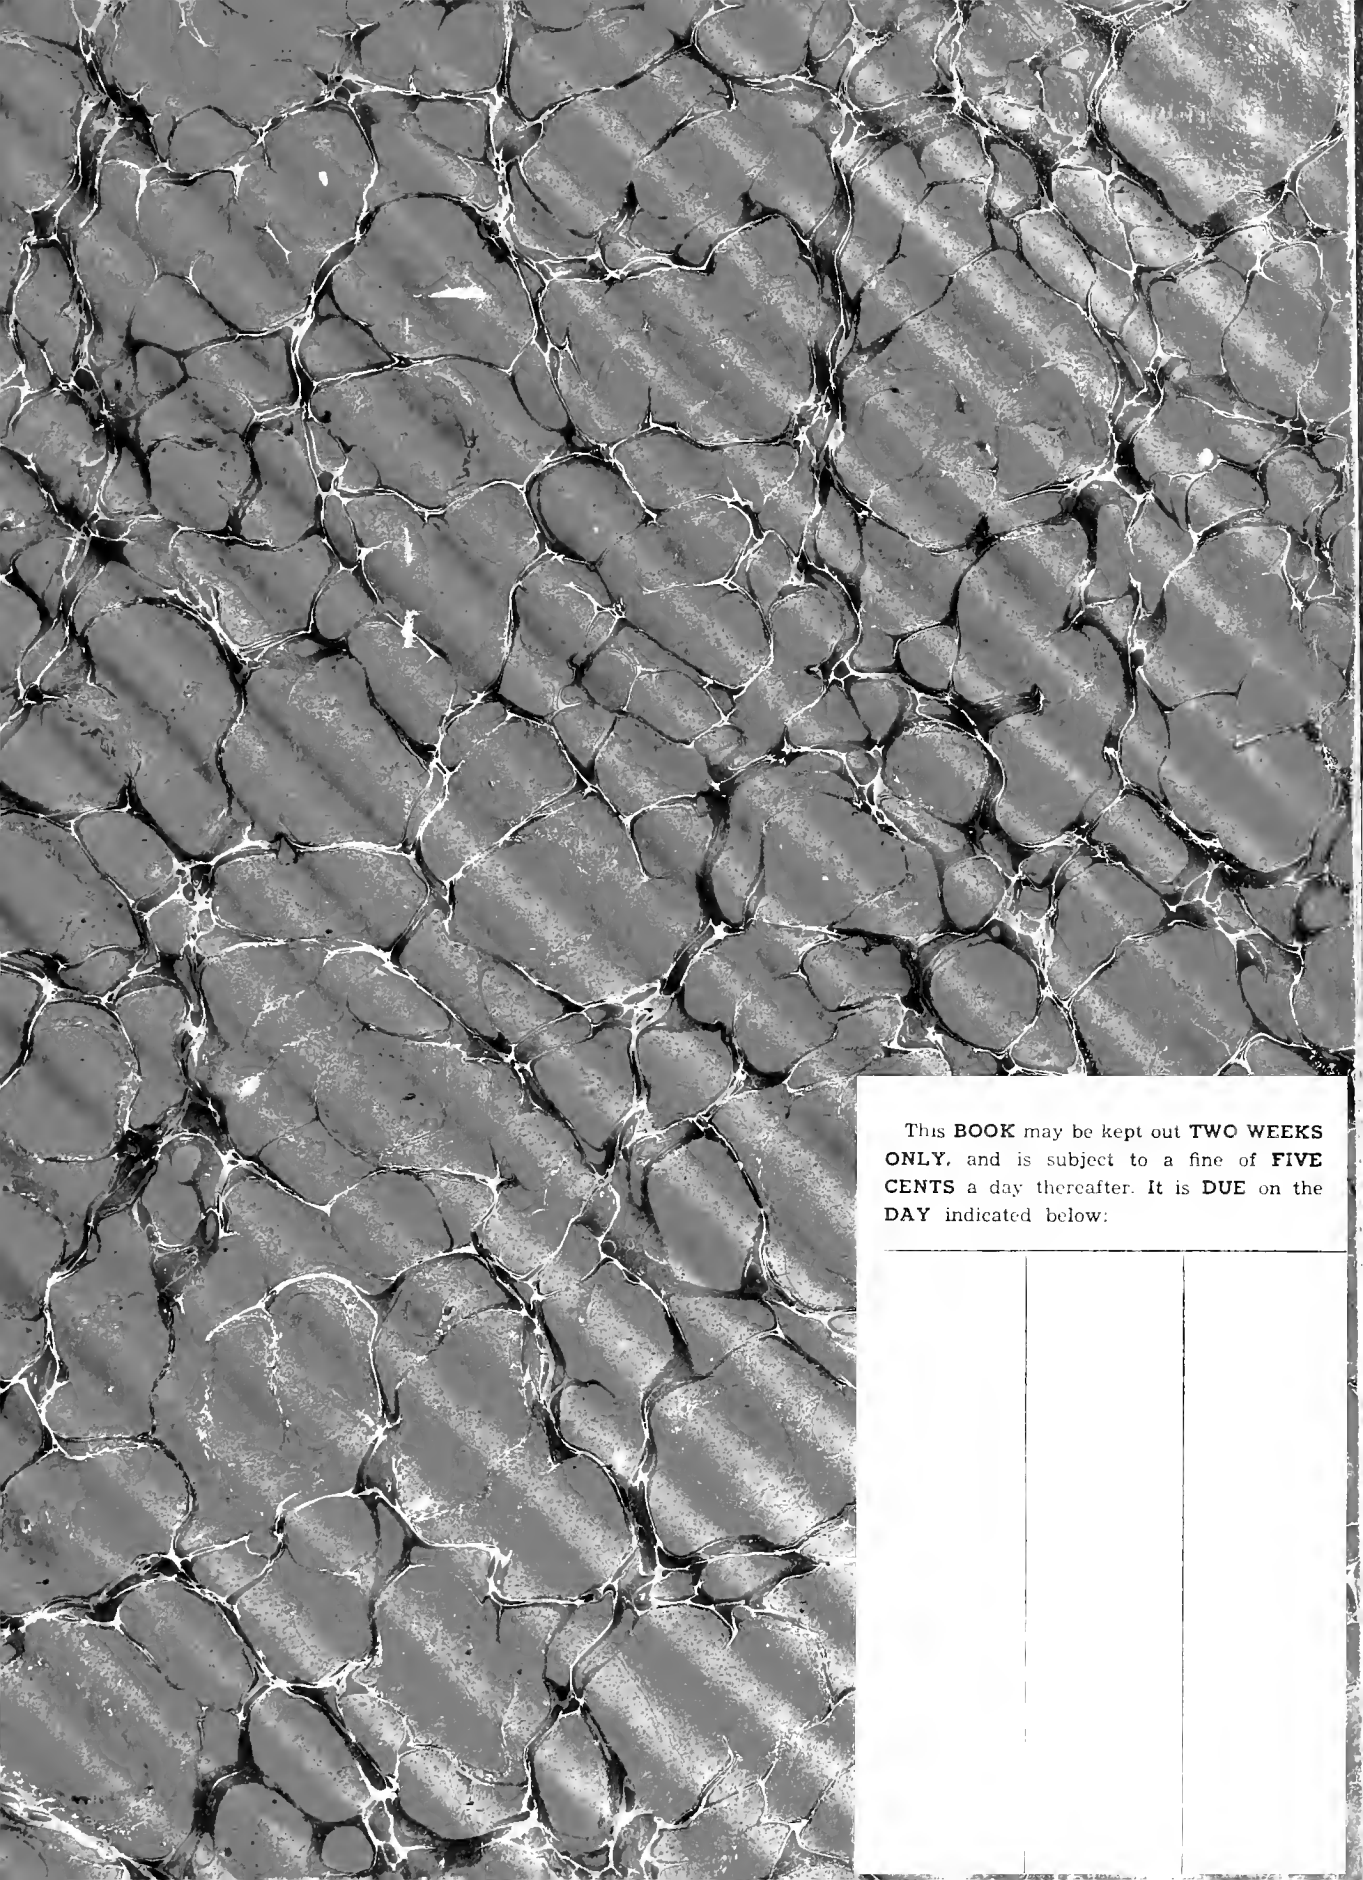 This BOOK may be kept out TWO WEEKS
ONLY, and is subject to a fine of FIVE
CENTS a day thereafter. It is DUE on the
DAY indicated below: